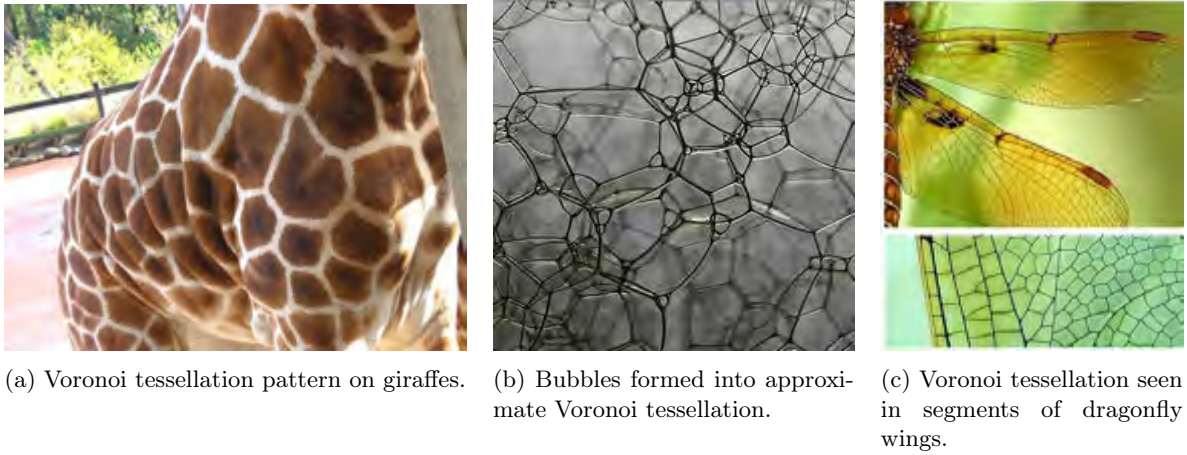 (a) Voronoi tessellation pattern on giraffes.
(b) Bubbles formed into approxi-
mate Voronoi tessellation.
(c) Voronoi tessellation seen
in segments of dragonfly
wings.